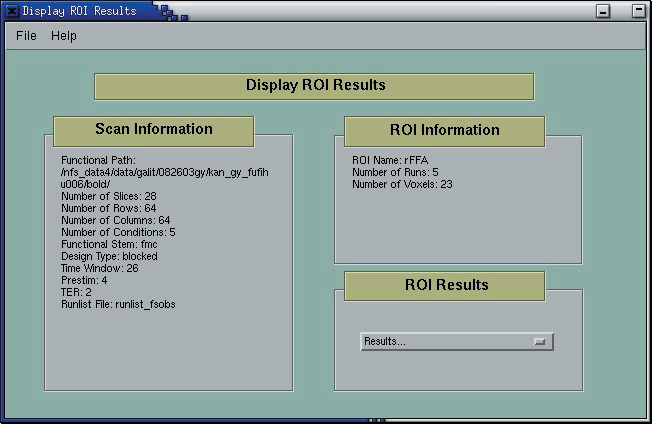 Display ROI Results
File Help
Display ROI Results
Scan Information
Functional Path:
/nfs_data4/data/galit/082603gy/kan_gy_fufih
u006/bold/
Number of Slices: 28
Number of Rows: 64
Number of Columns: 64
Number of Conditions: 5
Functional Stem: fmc
Design Type: blocked
Time Window: 26
Prestim: 4
TER: 2
Runlist File: runlist_fsobs
ROI Information
ROI Name: rFFA
Number of Runs: 5
Number of Voxels: 23
ROI Results
Results...